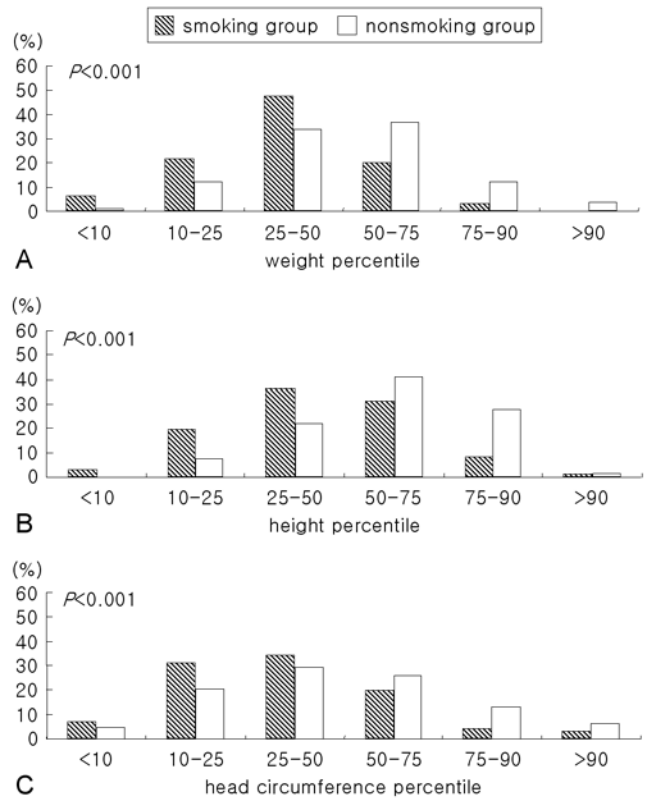 smoking group nonsmoking group
(%)
P<0.001
60
50
40
30
20
10
0
<10 10-25 25-50 50-75 75-90 >90
weight percentile
A
(%)
P<0.001
60
50
40
30
20
10
0
<10 10-25 25-50 50-75 75-90 >90
height percentile
B
(%)
P<0.001
60
50
40
30
20
10
0
<10 10-25 25-50 50-75 75-90 >90
head circumference percentile
C